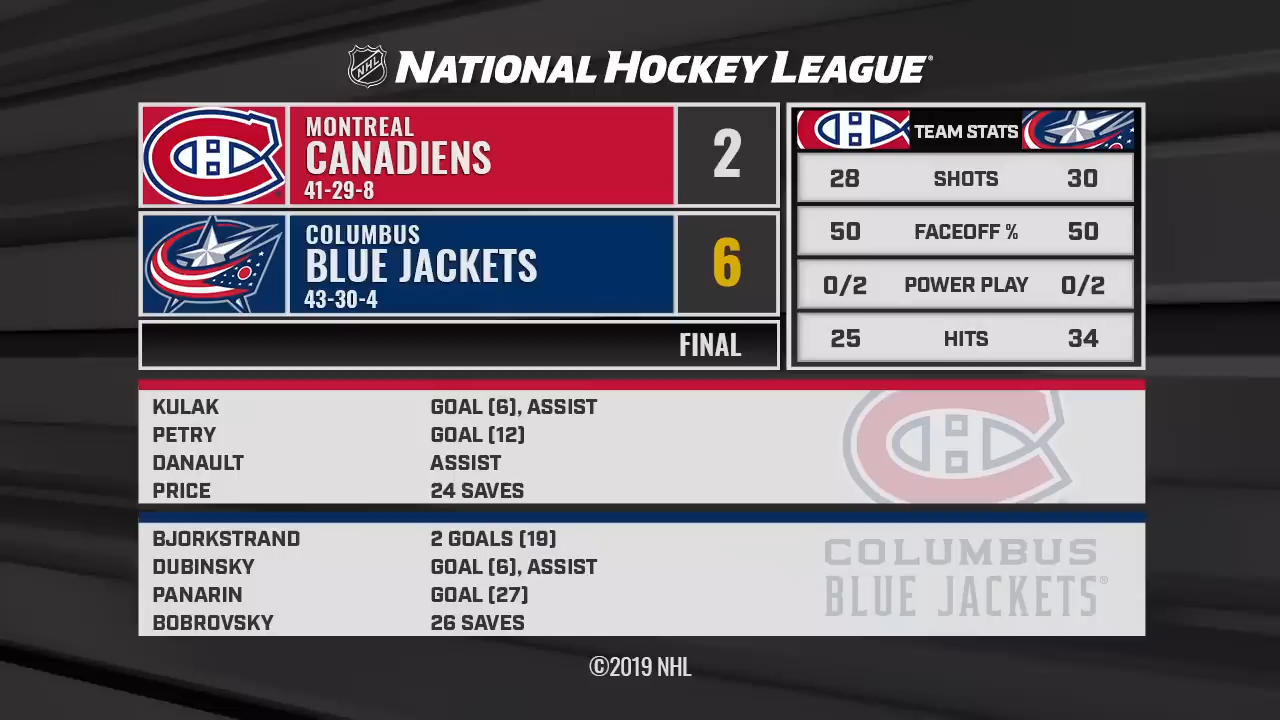 NHL NATIONAL HOCKEY LEAGUE®
MONTREAL
CANADIENS
41-29-8
2
COLUMBUS
BLUE JACKETS
43-30-4
6
FINAL
TEAM STATS
28 SHOTS 30
50 FACEOFF % 50
0/2 POWER PLAY 0/2
25 HITS 34
KULAK GOAL (6), ASSIST
PETRY GOAL (12)
DANAULT ASSIST
PRICE 24 SAVES
BJORKSTRAND 2 GOALS (19)
DUBINSKY GOAL (6), ASSIST
PANARIN GOAL (27)
BOBROVSKY 26 SAVES
COLUMBUS
BLUE JACKETS®
©2019 NHL